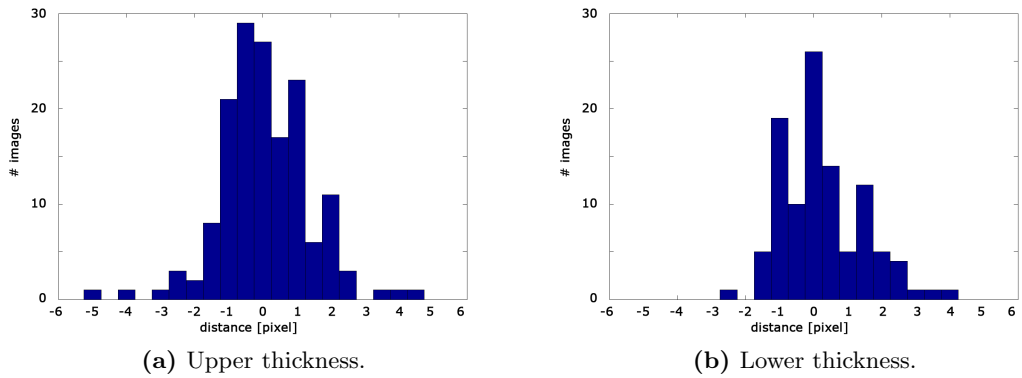 30
20
10
0
# images
-6 -5 -4 -3 -2 -1 0 1 2 3 4 5 6
distance [pixel]
(a) Upper thickness.
30
20
10
0
# images
-6 -5 -4 -3 -2 -1 0 1 2 3 4 5 6
distance [pixel]
(b) Lower thickness.